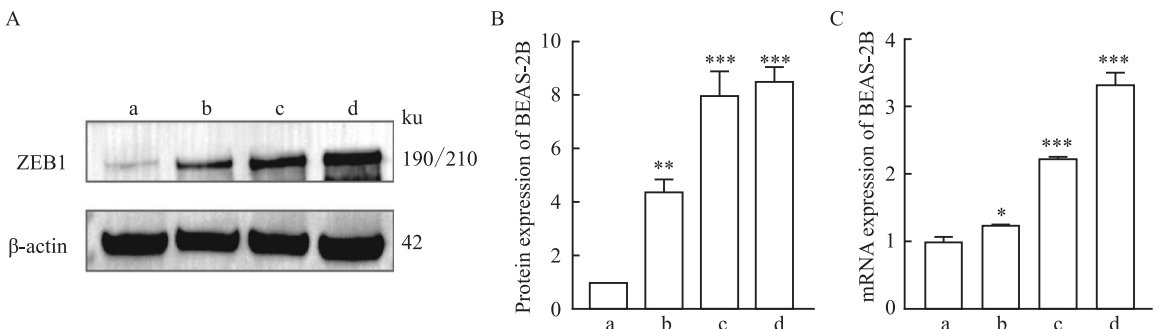 A
a b c d
ku
ZEB1
190/210
β-actin
42
B
Protein expression of BEAS-2B
10
8
6
4
2
0
**
***
***
a b c d
C
mRNA expression of BEAS-2B
4
3
2
1
0
*
***
***
a b c d